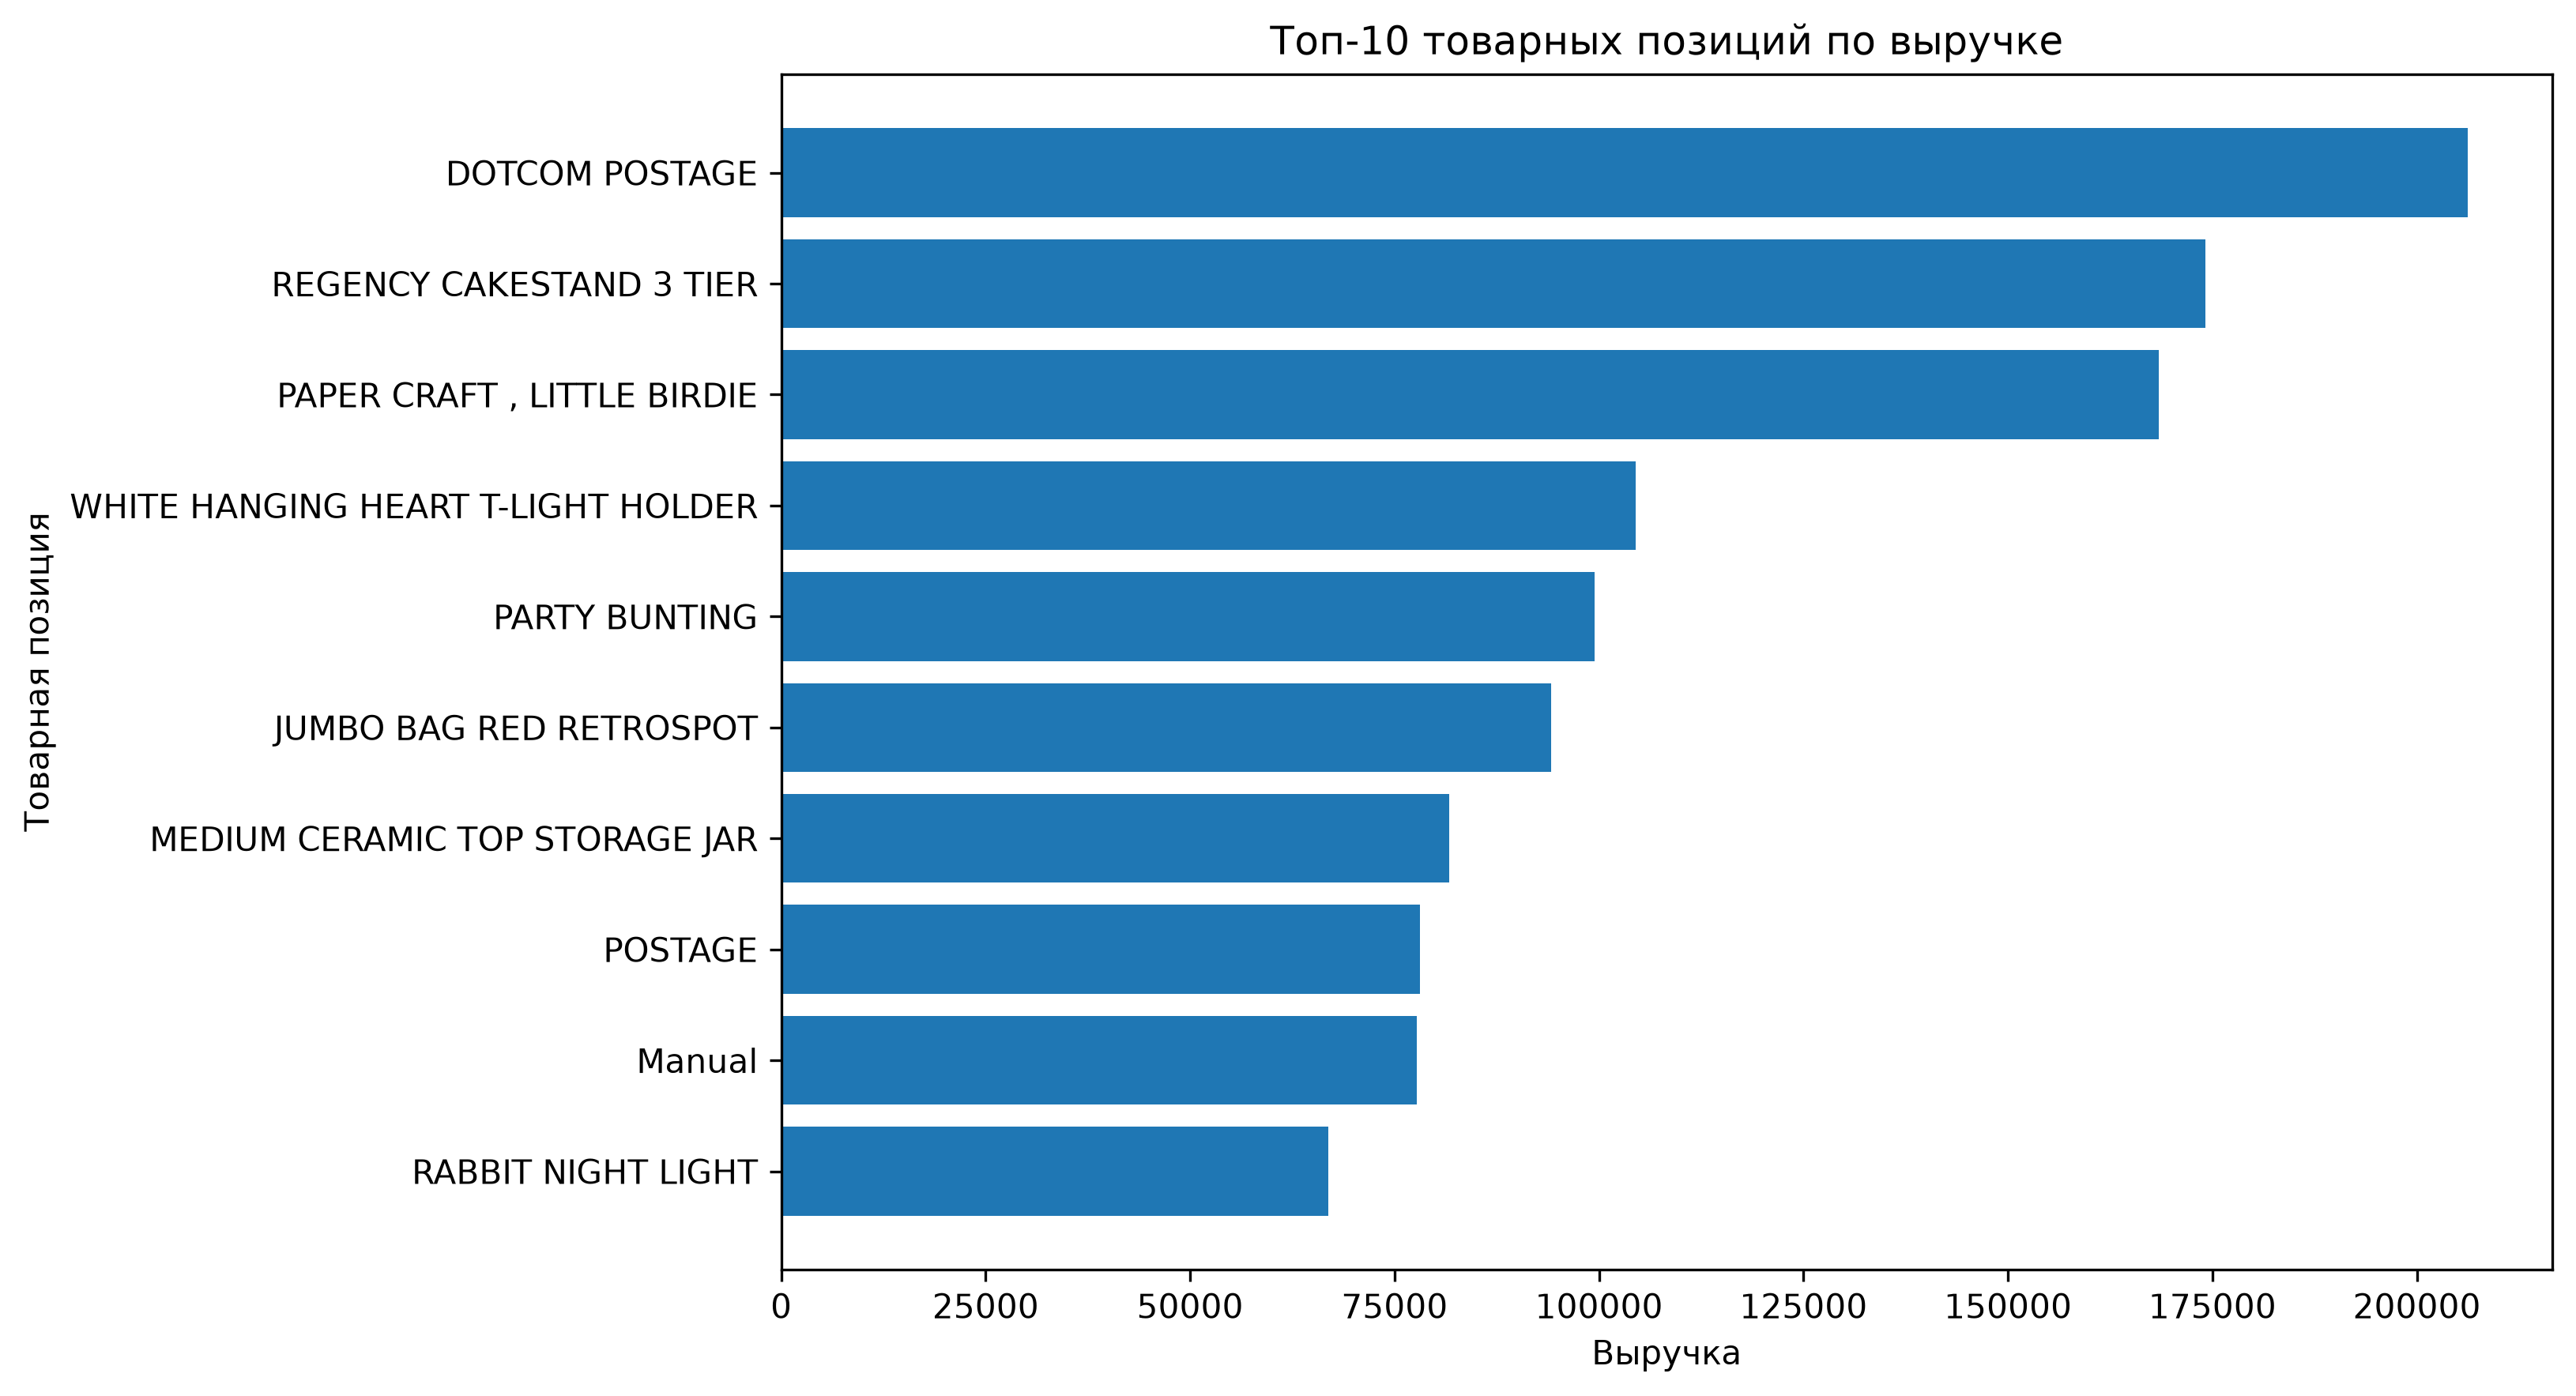 Топ-10 товарных позиций по выручке
Товарная позиция
DOTCOM POSTAGE
REGENCY CAKESTAND 3 TIER
PAPER CRAFT , LITTLE BIRDIE
WHITE HANGING HEART T-LIGHT HOLDER
PARTY BUNTING
JUMBO BAG RED RETROSPOT
MEDIUM CERAMIC TOP STORAGE JAR
POSTAGE
Manual
RABBIT NIGHT LIGHT
0 25000 50000 75000 100000 125000 150000 175000 200000
Выручка